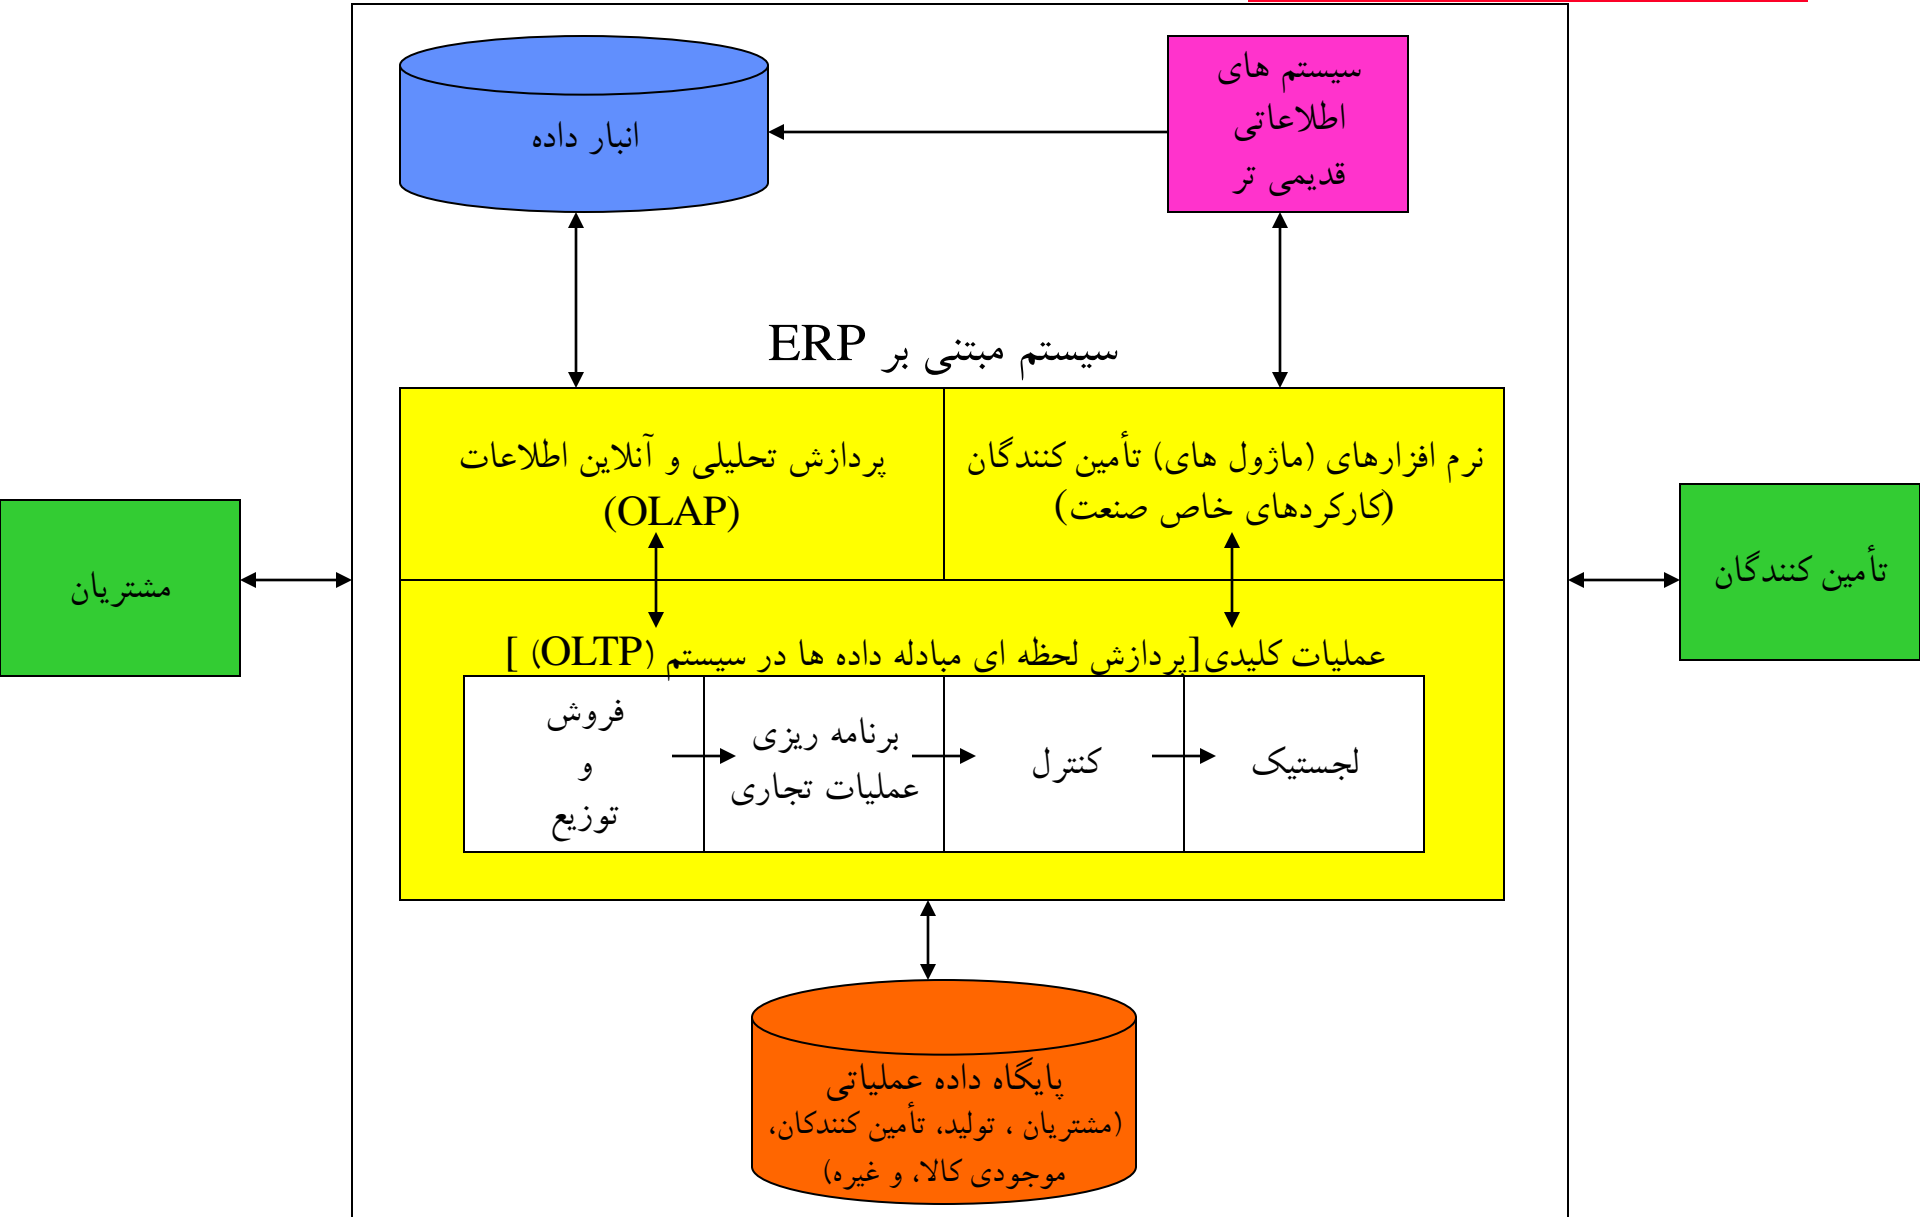 سیستم های
اطلاعاتی
قدیمی تر
انبار داده
سیستم مبتنی بر ERP
نرم افزارهای (ماژول های) تأمین کنندگان
(کارکردهای خاص صنعت)
پردازش تحلیلی و آنلاین اطلاعات
(OLAP)
تأمین کنندگان
مشتریان
عملیات کلیدی[پردازش لحظه ای مبادله داده ها در سیستم (OLTP) ]
فروش
و
توزیع
برنامه ریزی
عملیات تجاری
کنترل
لجستیک
پایگاه داده عملیاتی
(مشتریان ، تولید، تأمین کنندکان،
موجودی کالا، و غیره)